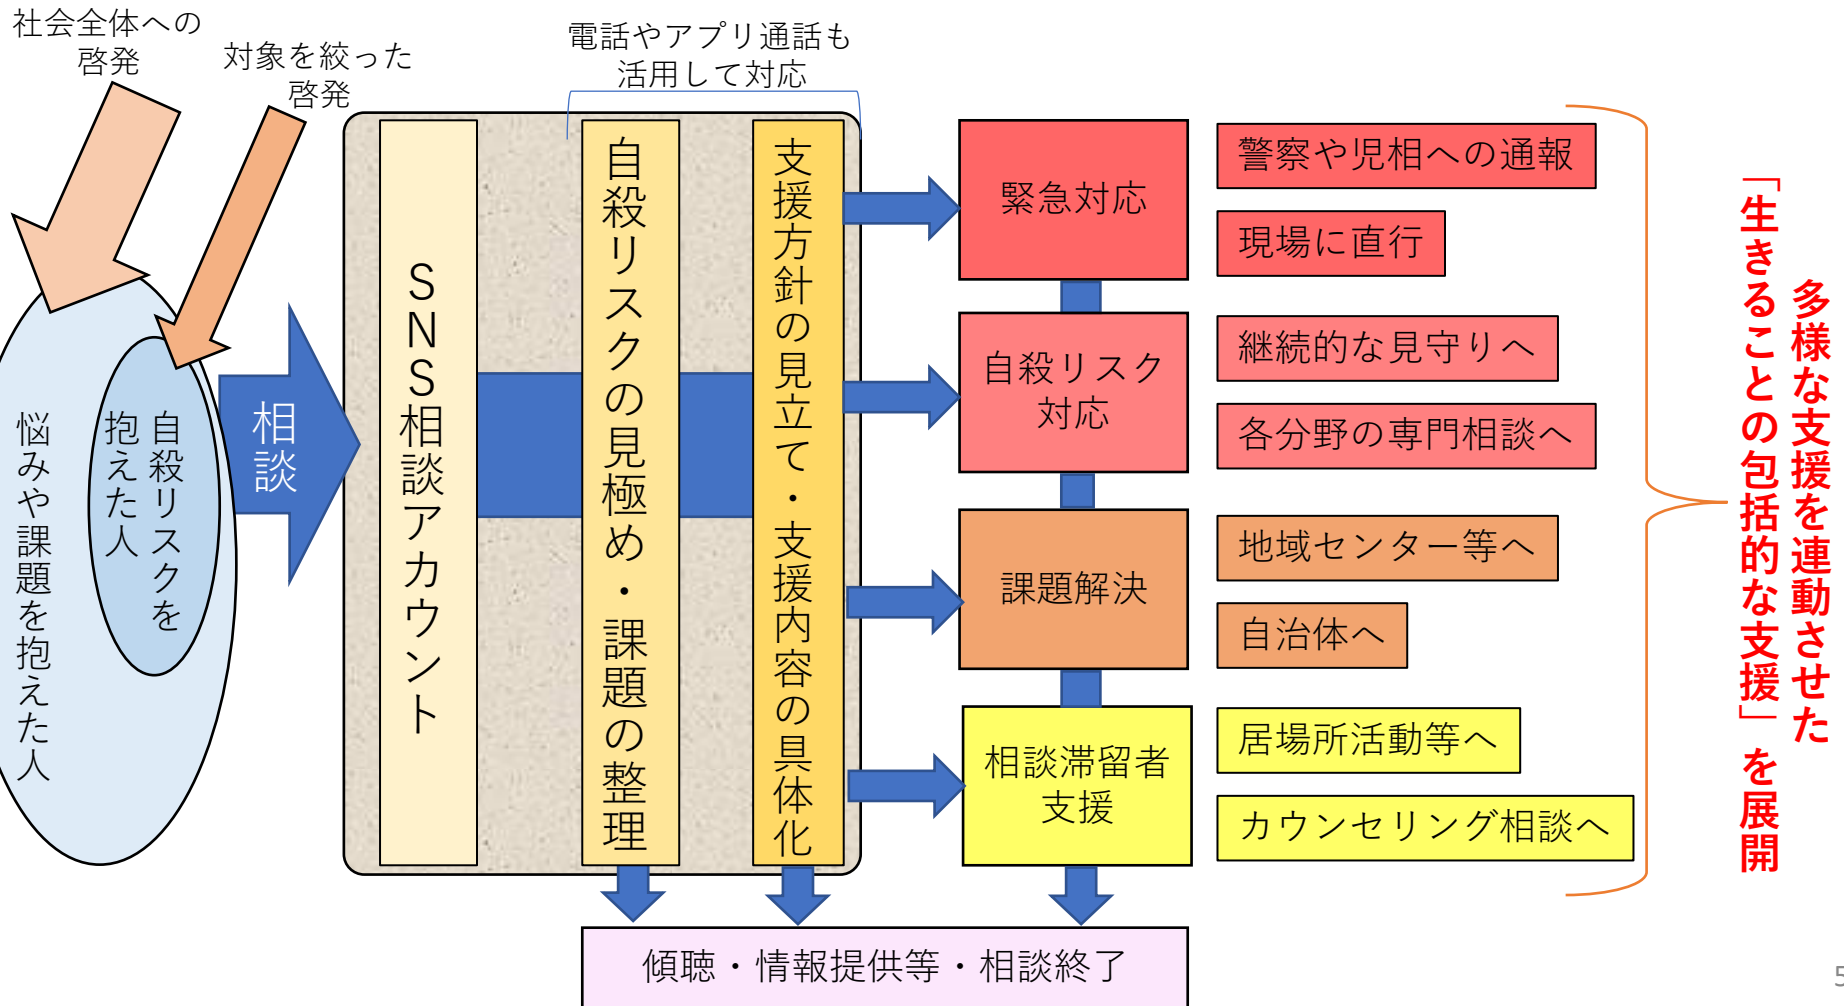 社会全体への
啓発
対象を絞った
啓発
電話やアプリ通話も
活用して対応
悩みや課題を抱えた人
自殺リスクを
抱えた人
相談
SNS相談アカウント
自殺リスクの見極め・課題の整理
支援方針の見立て・支援内容の具体化
緊急対応
警察や児相への通報
現場に直行
自殺リスク
対応
継続的な見守りへ
各分野の専門相談へ
課題解決
地域センター等へ
自治体へ
相談滞留者
支援
居場所活動等へ
カウンセリング相談へ
傾聴・情報提供等・相談終了
多様な支援を連動させた
「生きることの包括的な支援」を展開
5